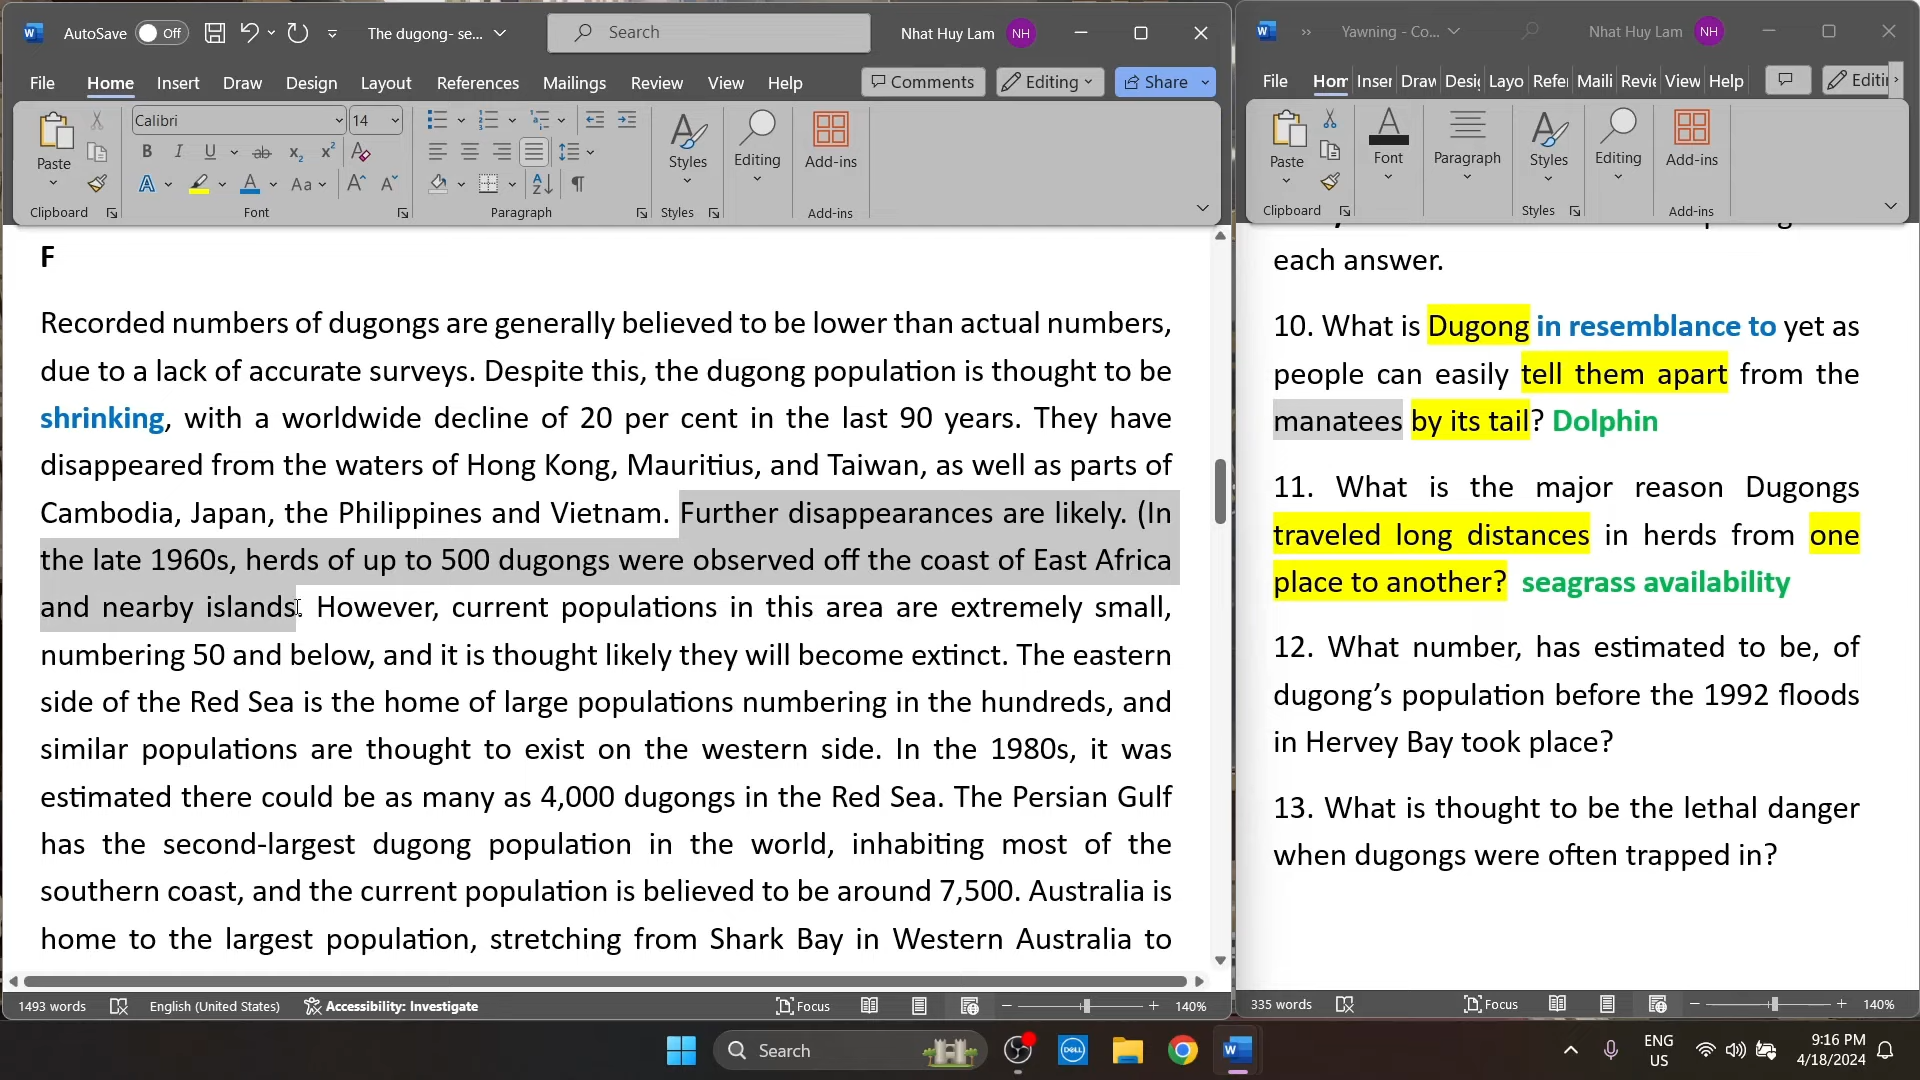 AutoSave Off The dugong- se... Search Nhat Huy Lam NH
File Home Insert Draw Design Layout References Mailings Review View Help Comments Editing Share
Calibri 14
Paste Styles Editing Add-ins
Clipboard Font Paragraph Styles Add-ins
F
Recorded numbers of dugongs are generally believed to be lower than actual numbers,
due to a lack of accurate surveys. Despite this, the dugong population is thought to be
shrinking, with a worldwide decline of 20 per cent in the last 90 years. They have
disappeared from the waters of Hong Kong, Mauritius, and Taiwan, as well as parts of
Cambodia, Japan, the Philippines and Vietnam. Further disappearances are likely. (In
the late 1960s, herds of up to 500 dugongs were observed off the coast of East Africa
and nearby islands. However, current populations in this area are extremely small,
numbering 50 and below, and it is thought likely they will become extinct. The eastern
side of the Red Sea is the home of large populations numbering in the hundreds, and
similar populations are thought to exist on the western side. In the 1980s, it was
estimated there could be as many as 4,000 dugongs in the Red Sea. The Persian Gulf
has the second-largest dugong population in the world, inhabiting most of the
southern coast, and the current population is believed to be around 7,500. Australia is
home to the largest population, stretching from Shark Bay in Western Australia to
1493 words English (United States) Accessibility: Investigate Focus 140%
Yawning - Co... Nhat Huy Lam NH
File Hom Inser Draw Desig Layo Refer Maili Revie View Help Editi
Paste Font Paragraph Styles Editing Add-ins
Clipboard Styles Add-ins
each answer.
10. What is Dugong in resemblance to yet as
people can easily tell them apart from the
manatees by its tail? Dolphin
11. What is the major reason Dugongs
traveled long distances in herds from one
place to another? seagrass availability
12. What number, has estimated to be, of
dugong’s population before the 1992 floods
in Hervey Bay took place?
13. What is thought to be the lethal danger
when dugongs were often trapped in?
335 words Focus 140%
Search DELL ENG US 9:16 PM 4/18/2024